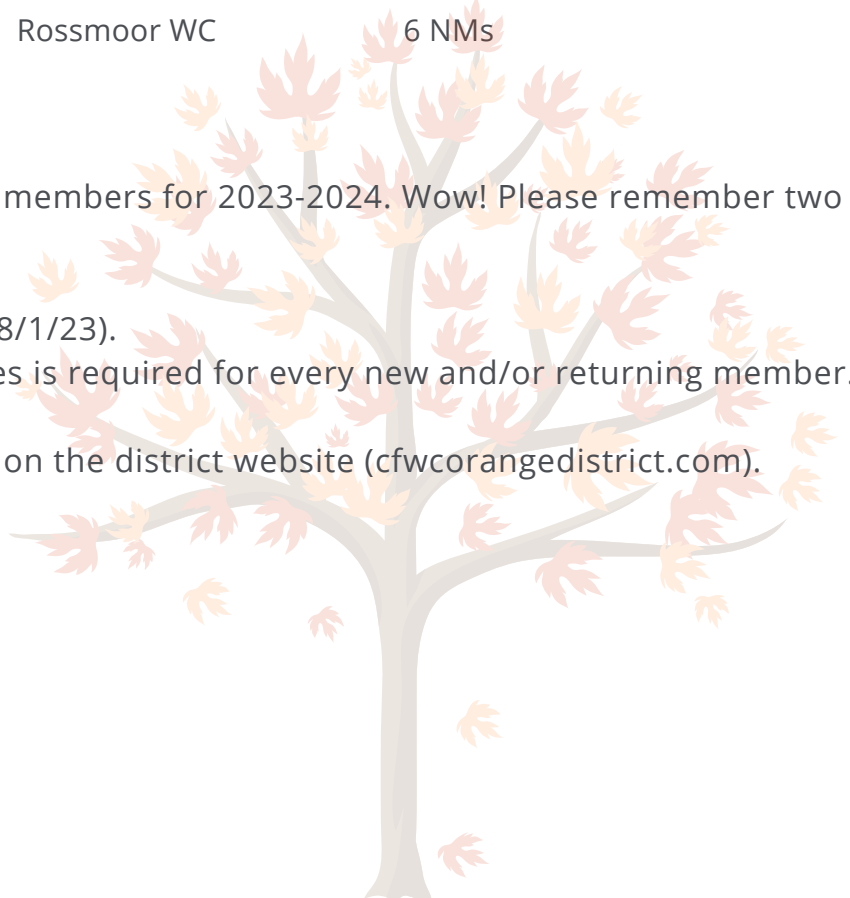 Rossmoor WC 6 NMs
members for 2023-2024. Wow! Please remember two
8/1/23).
es is required for every new and/or returning member.
on the district website (cfwcorangedistrict.com).